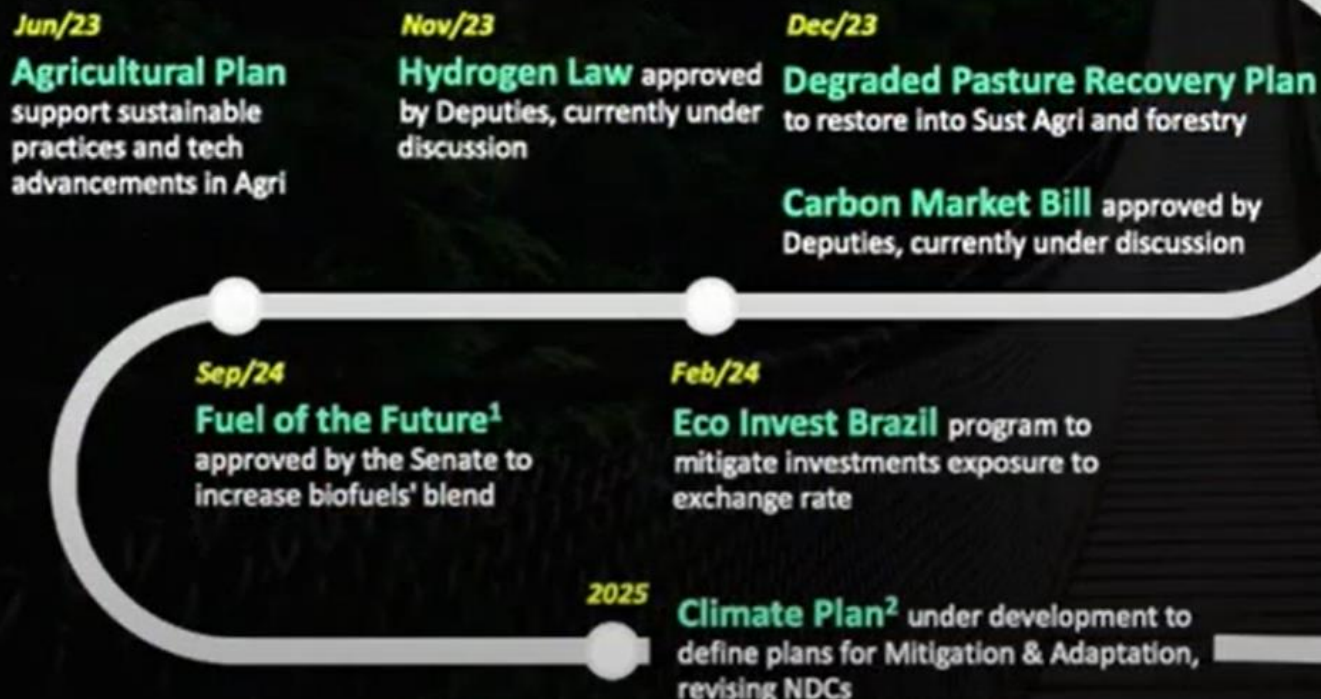 Jun/23
Agricultural Plan
support sustainable
practices and tech
advancements in Agri
Nov/23
Hydrogen Law approved
by Deputies, currently under
discussion
Dec/23
Degraded Pasture Recovery Plan
to restore into Sust Agri and forestry
Carbon Market Bill approved by
Deputies, currently under discussion
Feb/24
Eco Invest Brazil program to
mitigate investments exposure to
exchange rate
Sep/24
Fuel of the Future¹
approved by the Senate to
increase biofuels' blend
2025
Climate Plan² under development to
define plans for Mitigation & Adaptation,
revising NDCs